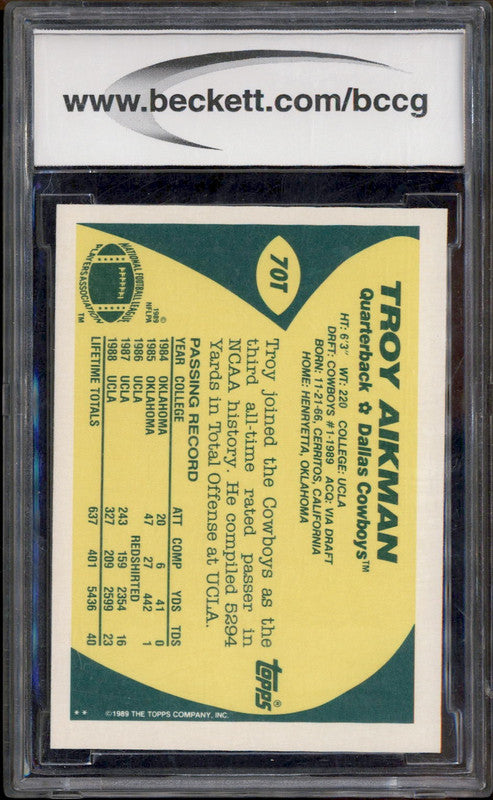 www.beckett.com/bccg
70T
TROY AIKMAN
Quarterback ✩ Dallas Cowboys™
HT: 6'3" WT: 220 COLLEGE: UCLA
DRFT: COWBOYS #1-1989 ACQ: VIA DRAFT
BORN: 11-21-66, CERRITOS, CALIFORNIA
HOME: HENRYETTA, OKLAHOMA
NATIONAL FOOTBALL LEAGUE
PLAYERS ASSOCIATION
™
©
1989
NFLPA
Troy joined the Cowboys as the
third all-time rated passer in
NCAA history. He compiled 5294
Yards in Total Offense at UCLA.
topps®
PASSING RECORD
YEAR COLLEGE ATT COMP YDS TDS
1984 OKLAHOMA 20 6 41 0
1985 OKLAHOMA 47 27 442 1
1986 UCLA REDSHIRTED
1987 UCLA 243 159 2354 16
1988 UCLA 327 209 2599 23
LIFETIME TOTALS 637 401 5436 40
** ©1989 THE TOPPS COMPANY, INC.